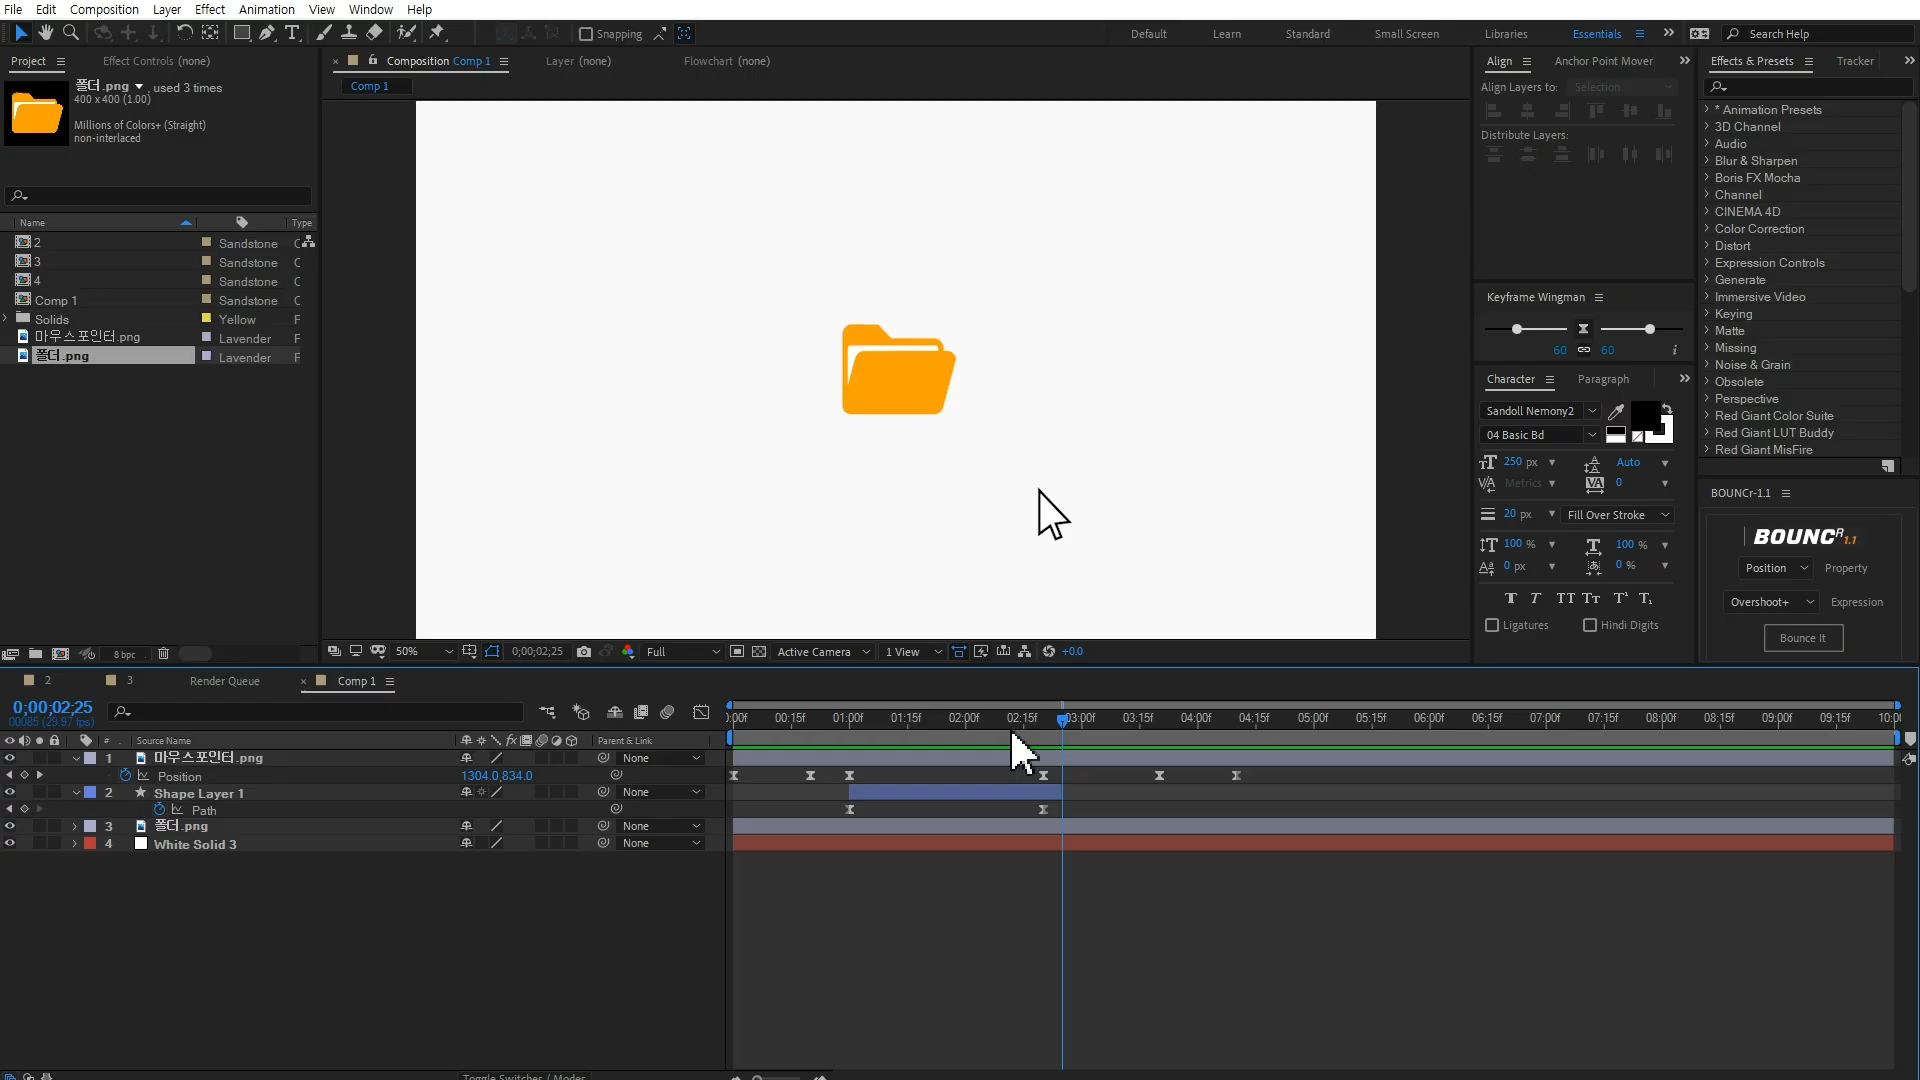 File Edit Composition Layer Effect Animation View Window Help
Snapping
Default Learn Standard Small Screen Libraries Essentials
Search Help
Project Effect Controls (none)
폴더.png , used 3 times
400 x 400 (1.00)
Millions of Colors+ (Straight)
non-interlaced
Name Type
2 Sandstone C
3 Sandstone C
4 Sandstone C
Comp 1 Sandstone C
Solids Yellow F
마우스포인터.png Lavender F
폴더.png Lavender F
8 bpc
Composition Comp 1 Layer (none) Flowchart (none)
Comp 1
50% 0;00;02;25 Full Active Camera 1 View +0.0
Align Anchor Point Mover
Align Layers to: Selection
Distribute Layers:
Keyframe Wingman
60 60
Character Paragraph
Sandoll Nemony2
04 Basic Bd
250 px Auto
Metrics 0
20 px Fill Over Stroke
100 % 100 %
0 px 0 %
Ligatures Hindi Digits
Effects & Presets Tracker
* Animation Presets
3D Channel
Audio
Blur & Sharpen
Boris FX Mocha
Channel
CINEMA 4D
Color Correction
Distort
Expression Controls
Generate
Immersive Video
Keying
Matte
Missing
Noise & Grain
Obsolete
Perspective
Red Giant Color Suite
Red Giant LUT Buddy
Red Giant MisFire
BOUNCr-1.1
BOUNCR 1.1
Position Property
Overshoot+ Expression
Bounce It
2 3 Render Queue Comp 1
0;00;02;25
00085 (29.97 fps)
# Source Name Parent & Link
1 마우스포인터.png None
Position 1304.0,834.0
2 Shape Layer 1 None
Path
3 폴더.png None
4 White Solid 3 None
):00f 00:15f 01:00f 01:15f 02:00f 02:15f 03:00f 03:15f 04:00f 04:15f 05:00f 05:15f 06:00f 06:15f 07:00f 07:15f 08:00f 08:15f 09:00f 09:15f 10:0
Toggle Switches / Modes